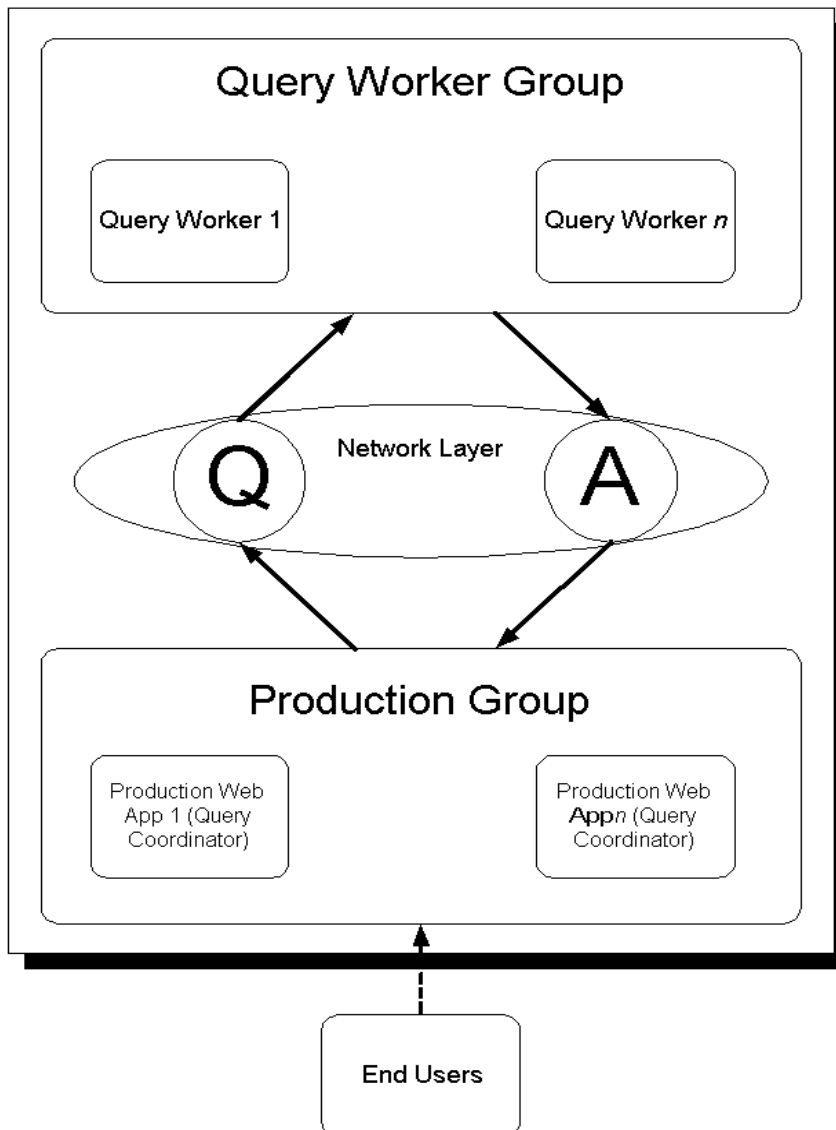 Query Worker Group
Query Worker 1
Query Worker n
Network Layer
Q
A
Production Group
Production Web
App 1 (Query
Coordinator)
Production Web
Appn (Query
Coordinator)
End Users